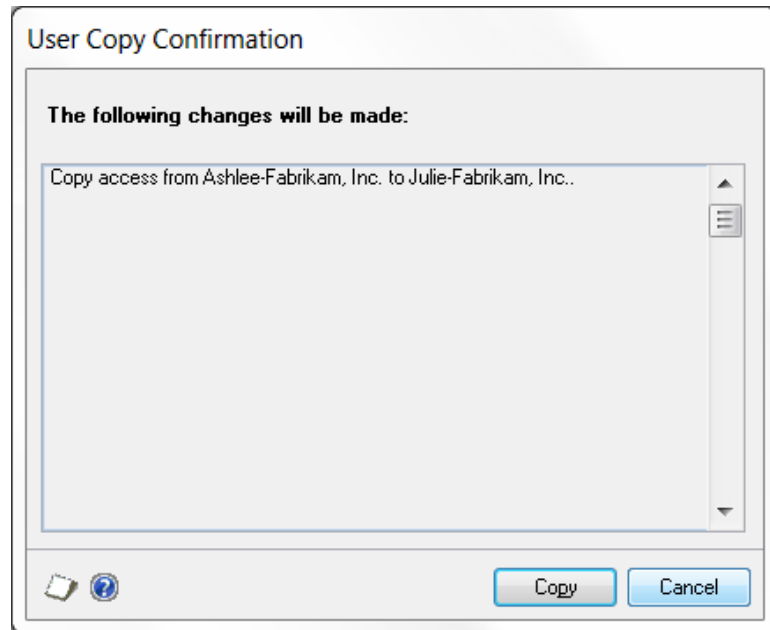 User Copy Confirmation
The following changes will be made:
Copy access from Ashlee-Fabrikam, Inc. to Julie-Fabrikam, Inc..
Copy
Cancel